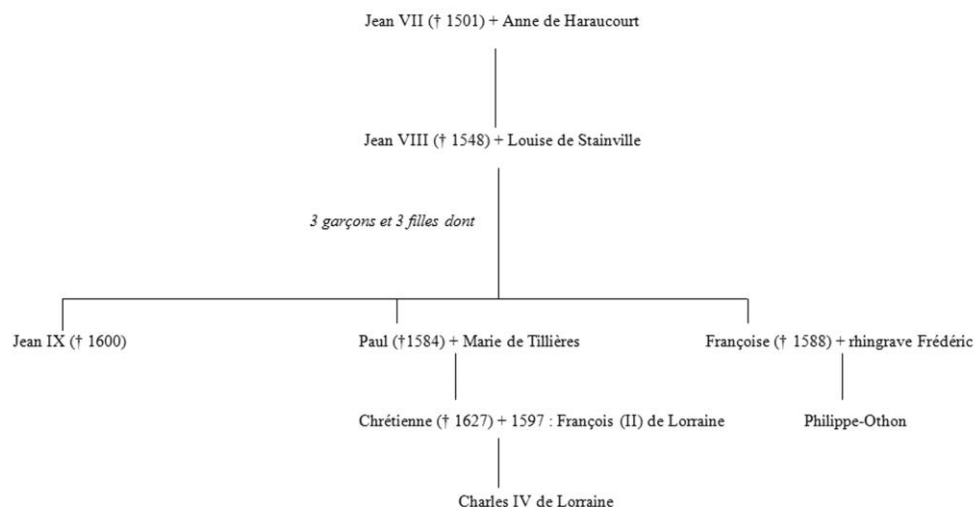 Jean VII († 1501) + Anne de Haraucourt
Jean VIII († 1548) + Louise de Stainville
3 garçons et 3 filles dont
Jean IX († 1600)
Paul (†1584) + Marie de Tillières
Françoise († 1588) + rhingrave Frédéric
Chrétienne († 1627) + 1597 : François (II) de Lorraine
Philippe-Othon
Charles IV de Lorraine